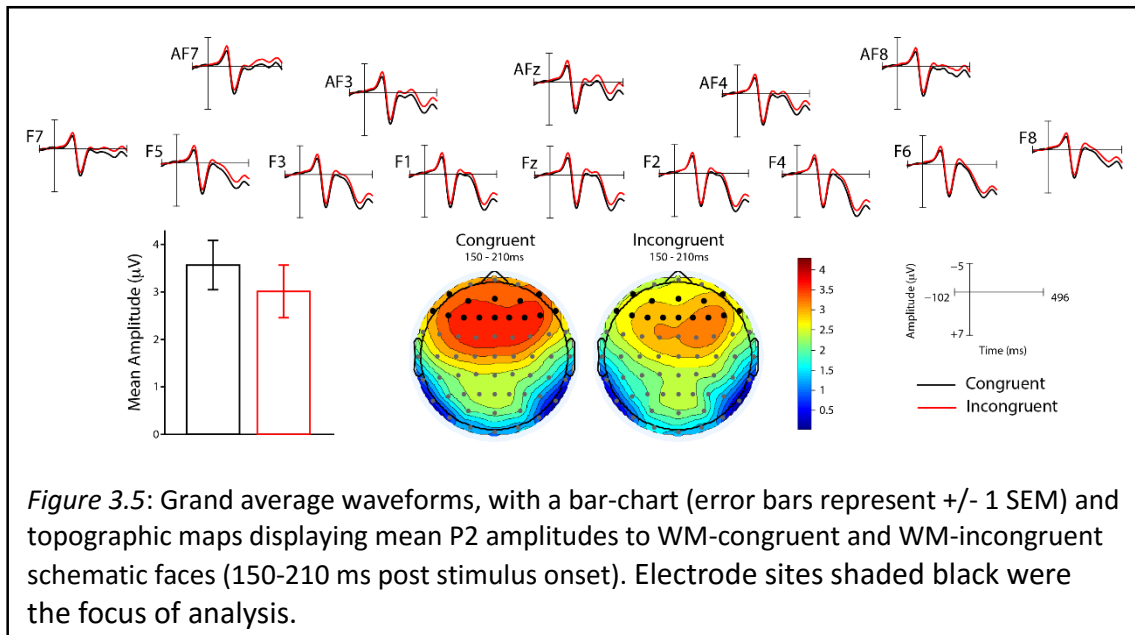 AF7
AF3
AFz
AF4
AF8
F7
F5
F3
F1
Fz
F2
F4
F6
F8
Mean Amplitude (µV)
4
3
2
1
0
Congruent
150 - 210ms
Incongruent
150 - 210ms
4
3.5
3
2.5
2
1.5
1
0.5
Amplitude (µV)
−5
−102
496
+7
Time (ms)
Congruent
Incongruent
Figure 3.5: Grand average waveforms, with a bar-chart (error bars represent +/- 1 SEM) and
topographic maps displaying mean P2 amplitudes to WM-congruent and WM-incongruent
schematic faces (150-210 ms post stimulus onset). Electrode sites shaded black were
the focus of analysis.